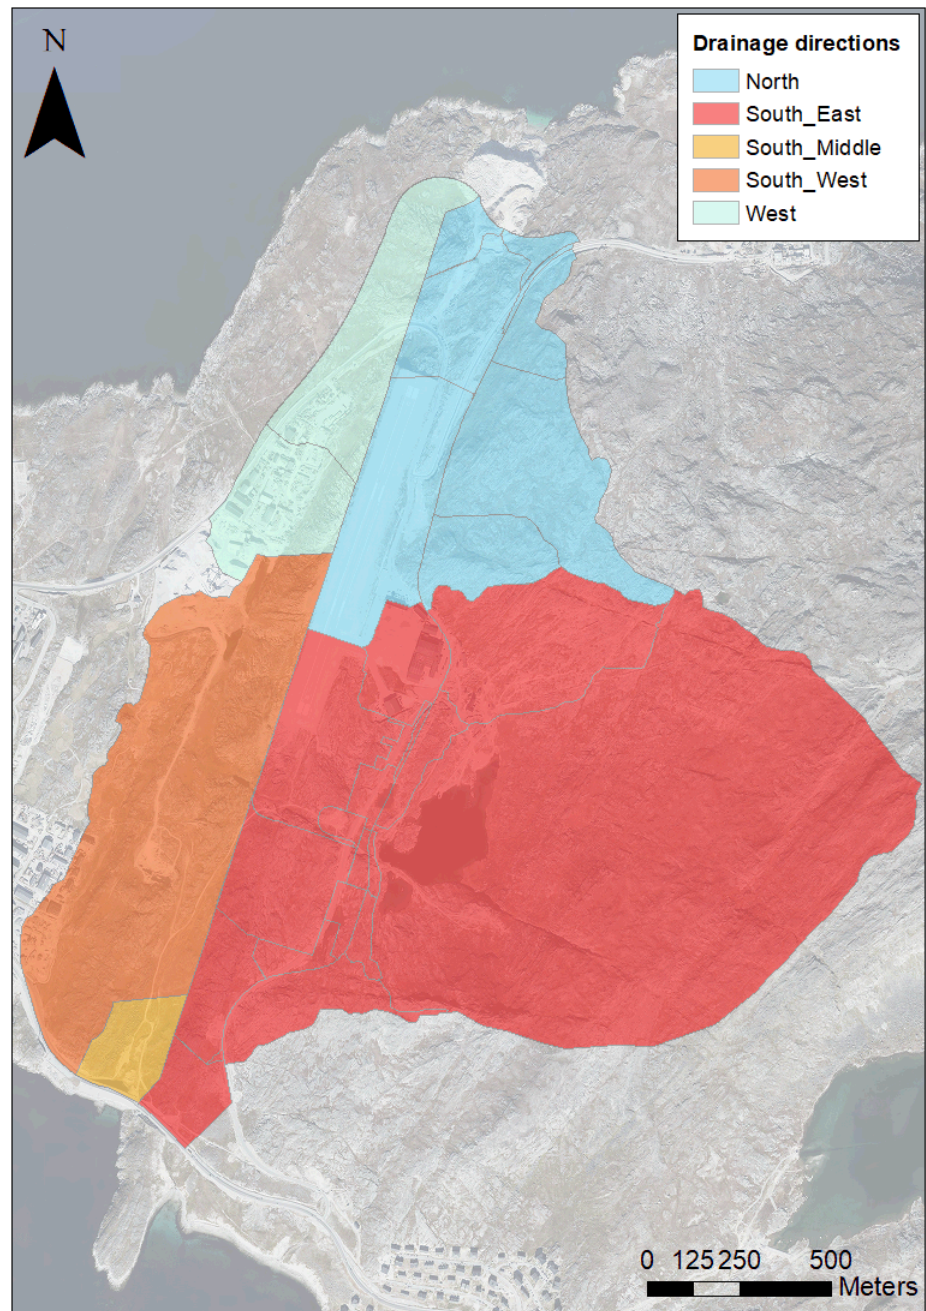 N
Drainage directions
North
South_East
South_Middle
South_West
West
0 125 250 500
Meters